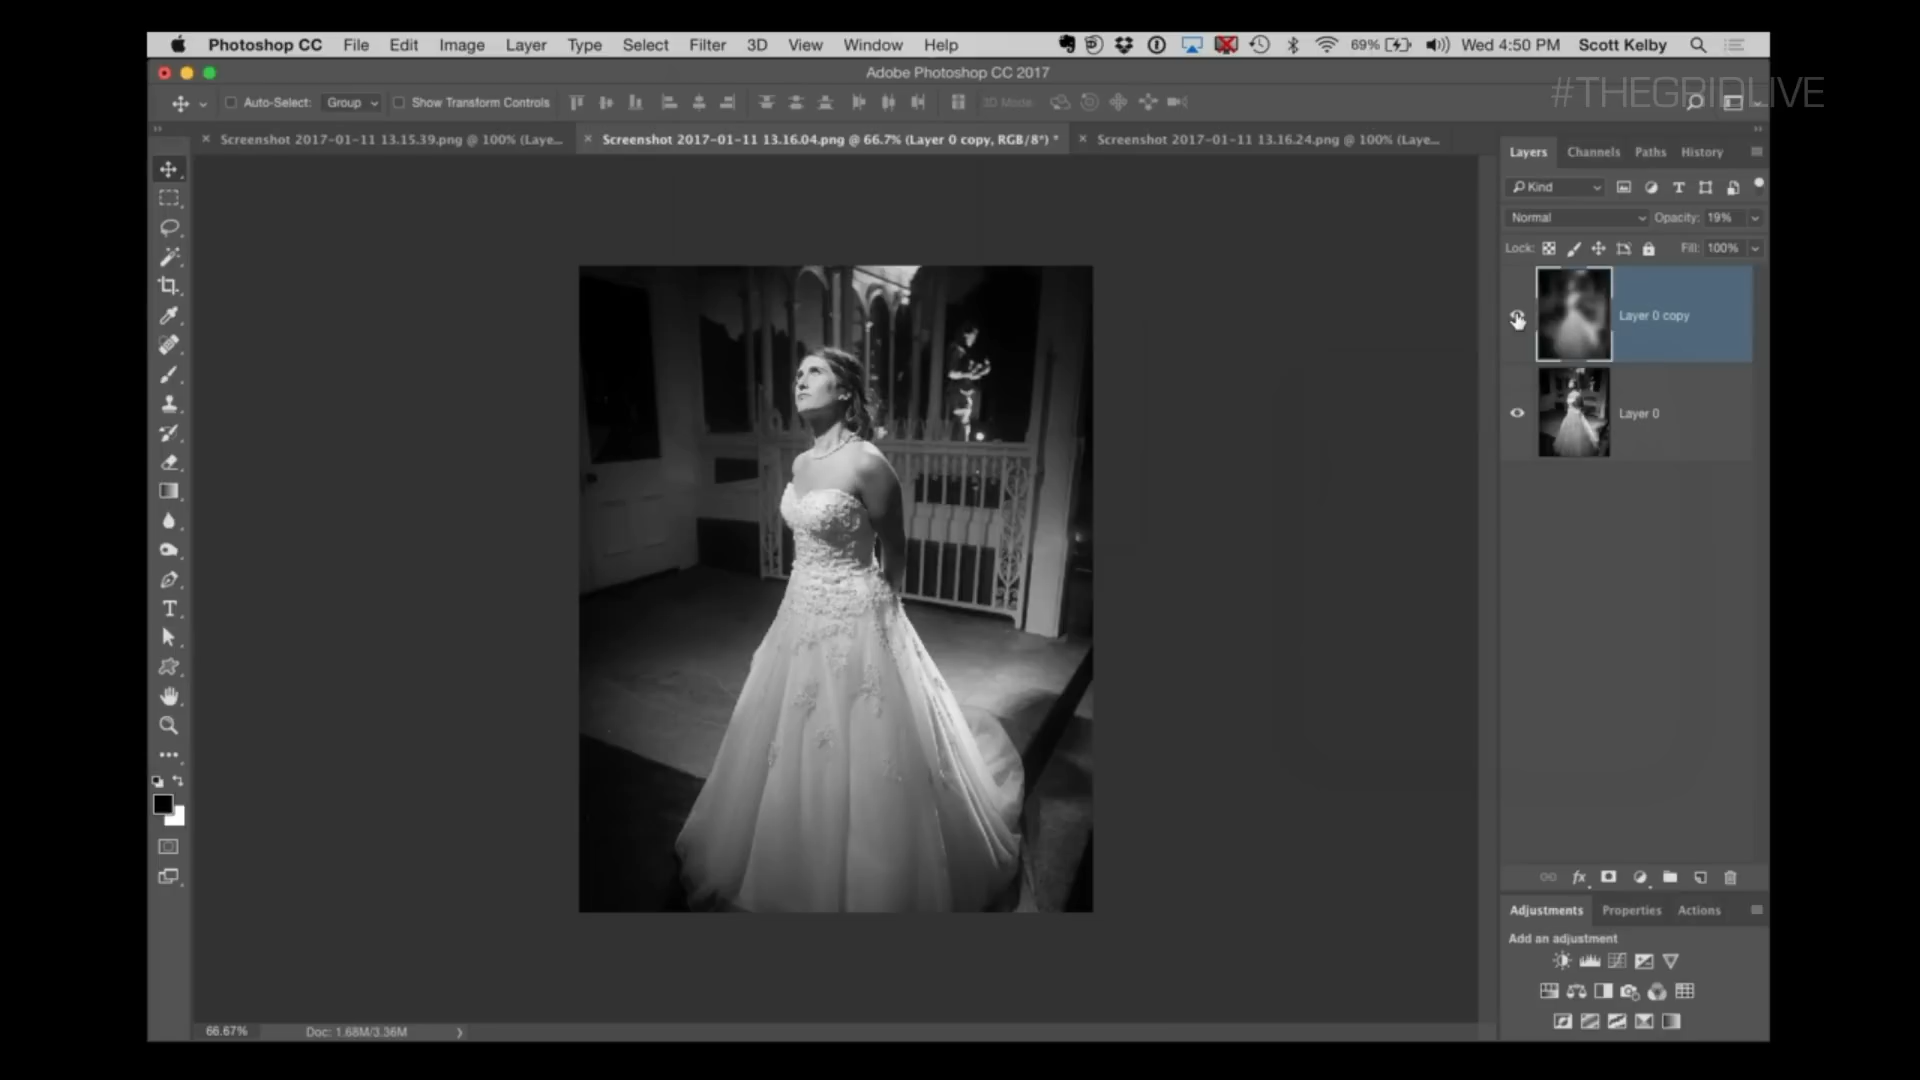 Photoshop CC File Edit Image Layer Type Select Filter 3D View Window Help 69% Wed 4:50 PM Scott Kelby
Adobe Photoshop CC 2017
#THEGRIDLIVE
Auto-Select: Group Show Transform Controls 3D Mode
Screenshot 2017-01-11 13.15.39.png @ 100% (Laye... Screenshot 2017-01-11 13.16.04.png @ 66.7% (Layer 0 copy, RGB/8*) * Screenshot 2017-01-11 13.16.24.png @ 100% (Laye...
Layers Channels Paths History
Kind
Normal Opacity: 19%
Lock: Fill: 100%
Layer 0 copy
Layer 0
fx
Adjustments Properties Actions
Add an adjustment
66.67% Doc: 1.68M/3.36M